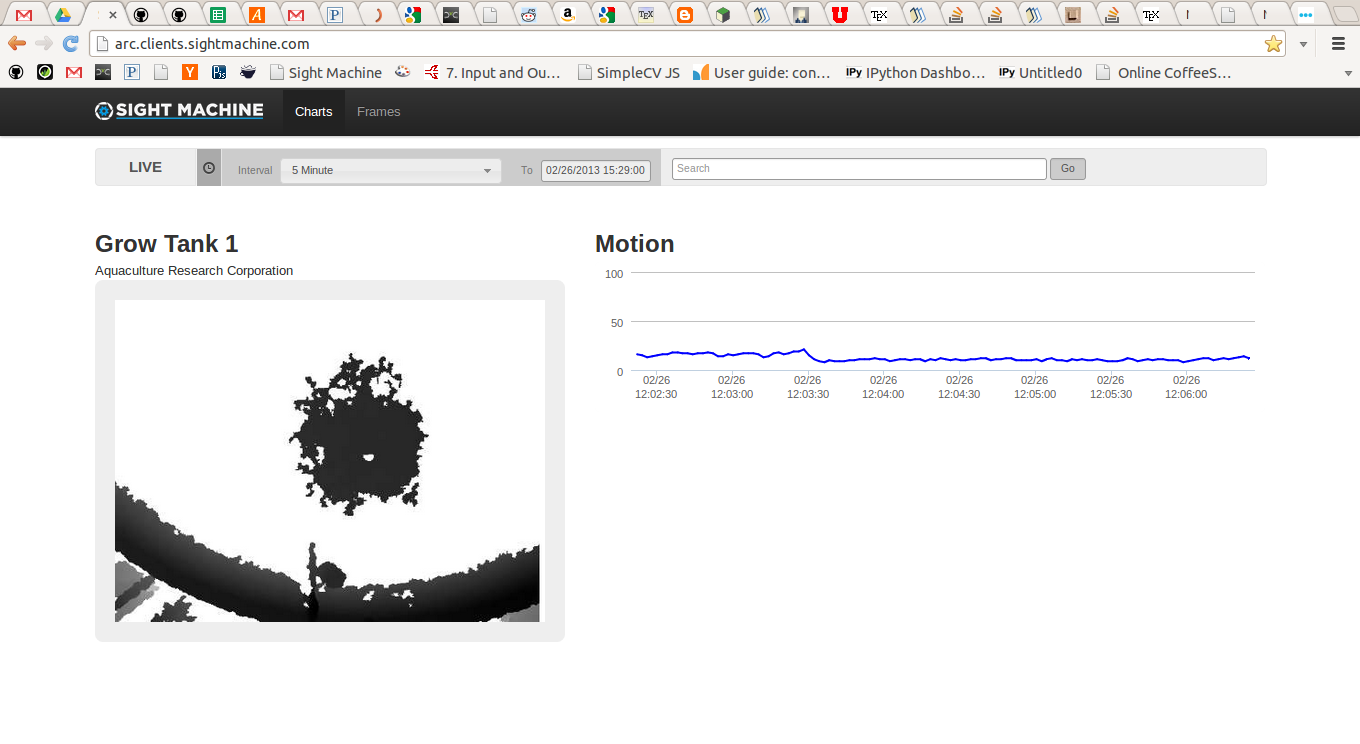 arc.clients.sightmachine.com
Sight Machine
7. Input and Ou...
SimpleCV JS
User guide: con...
IPy IPython Dashbo...
IPy Untitled0
Online CoffeeS...
SIGHT MACHINE
Charts
Frames
LIVE
Interval
5 Minute
To
02/26/2013 15:29:00
Search
Go
Grow Tank 1
Aquaculture Research Corporation
Motion
100
50
0
02/26 12:02:30
02/26 12:03:00
02/26 12:03:30
02/26 12:04:00
02/26 12:04:30
02/26 12:05:00
02/26 12:05:30
02/26 12:06:00